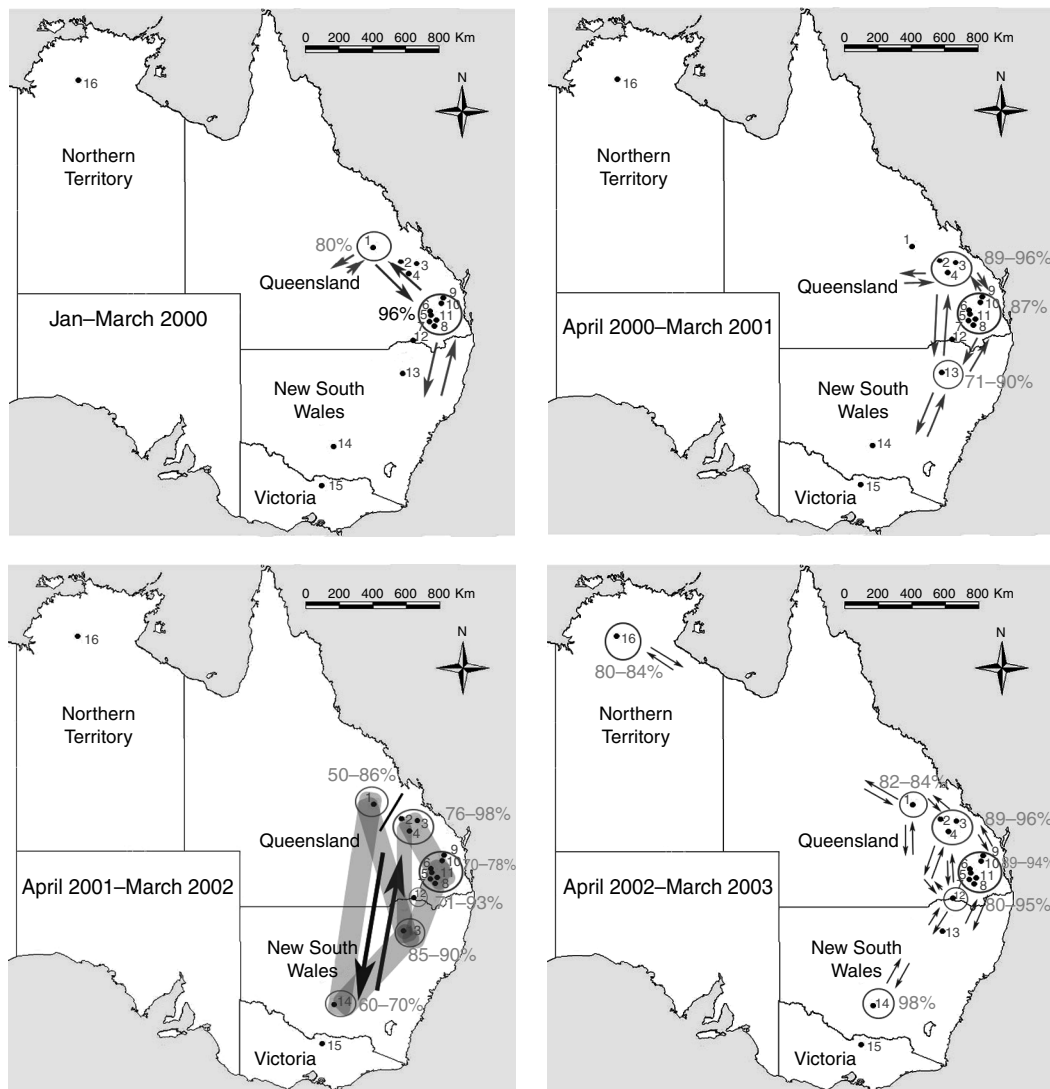 0 200 400 600 800 Km
N
16
Northern
Territory
80%
1
2
3
4
Queensland
9
6
10
96%
5
11
7
8
12
Jan–March 2000
13
New South
Wales
14
15
Victoria
0 200 400 600 800 Km
N
16
Northern
Territory
1
2
3
89–96%
4
Queensland
9
6
10
87%
5
11
7
8
12
April 2000–March 2001
13
71–90%
New South
Wales
14
15
Victoria
0 200 400 600 800 Km
N
16
Northern
Territory
50–86%
1
76–98%
2
3
4
Queensland
9
6
10
70–78%
5
11
8
12
1–93%
April 2001–March 2002
13
New South
Wales
85–90%
14
60–70%
15
Victoria
0 200 400 600 800 Km
N
16
80–84%
Northern
Territory
82–84%
1
2
3
89–96%
4
Queensland
9
6
10
89–94%
5
11
8
12
80–95%
April 2002–March 2003
13
New South
Wales
14
98%
15
Victoria